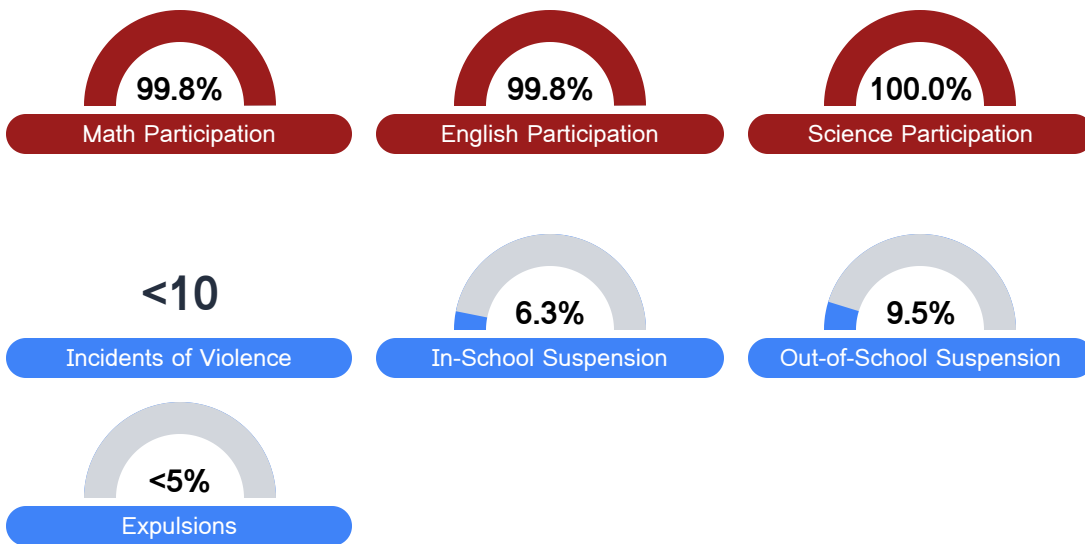 99.8%
Math Participation
99.8%
English Participation
100.0%
Science Participation
<10
Incidents of Violence
6.3%
In-School Suspension
9.5%
Out-of-School Suspension
<5%
Expulsions